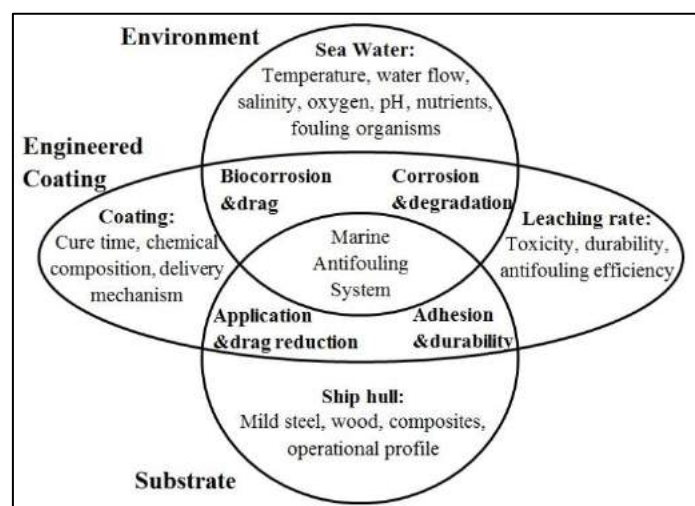 Environment
Sea Water:
Temperature, water flow,
salinity, oxygen, pH, nutrients,
fouling organisms
Engineered
Coating
Biocorrosion
&drag
Corrosion
&degradation
Coating:
Cure time, chemical
composition, delivery
mechanism
Marine
Antifouling
System
Leaching rate:
Toxicity, durability,
antifouling efficiency
Application
&drag reduction
Adhesion
&durability
Ship hull:
Mild steel, wood, composites,
operational profile
Substrate